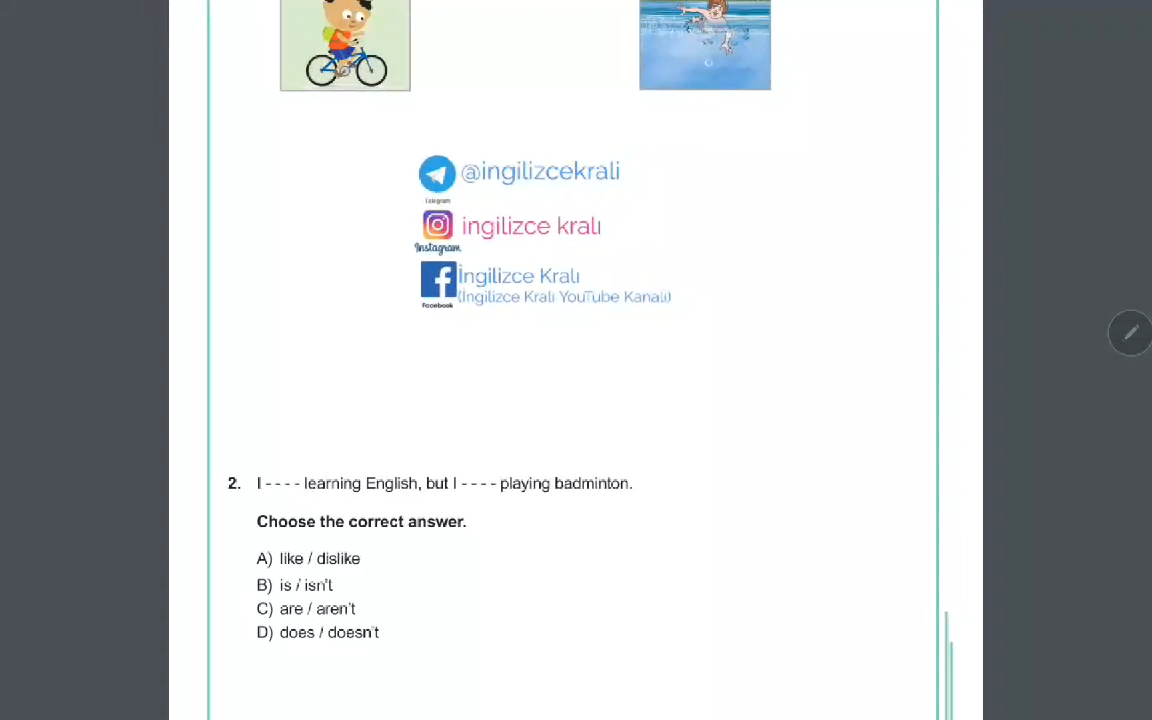 @ingilizcekrali
Telegram
ingilizce kralı
Instagram
İngilizce Kralı
(İngilizce Kralı YouTube Kanalı)
Facebook
2. I - - - - learning English, but I - - - - playing badminton.
Choose the correct answer.
A) like / dislike
B) is / isn't
C) are / aren't
D) does / doesn't